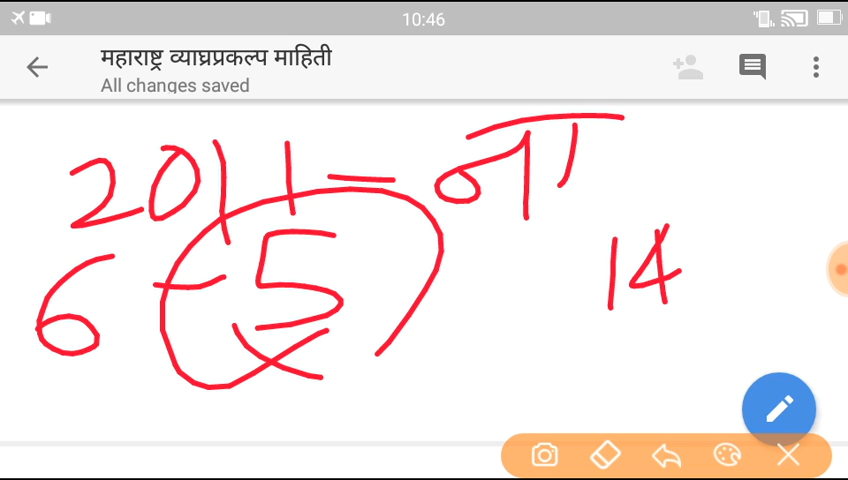 10:46
महाराष्ट्र व्याघ्रप्रकल्प माहिती
All changes saved
2011 = ना
6 - 5
14